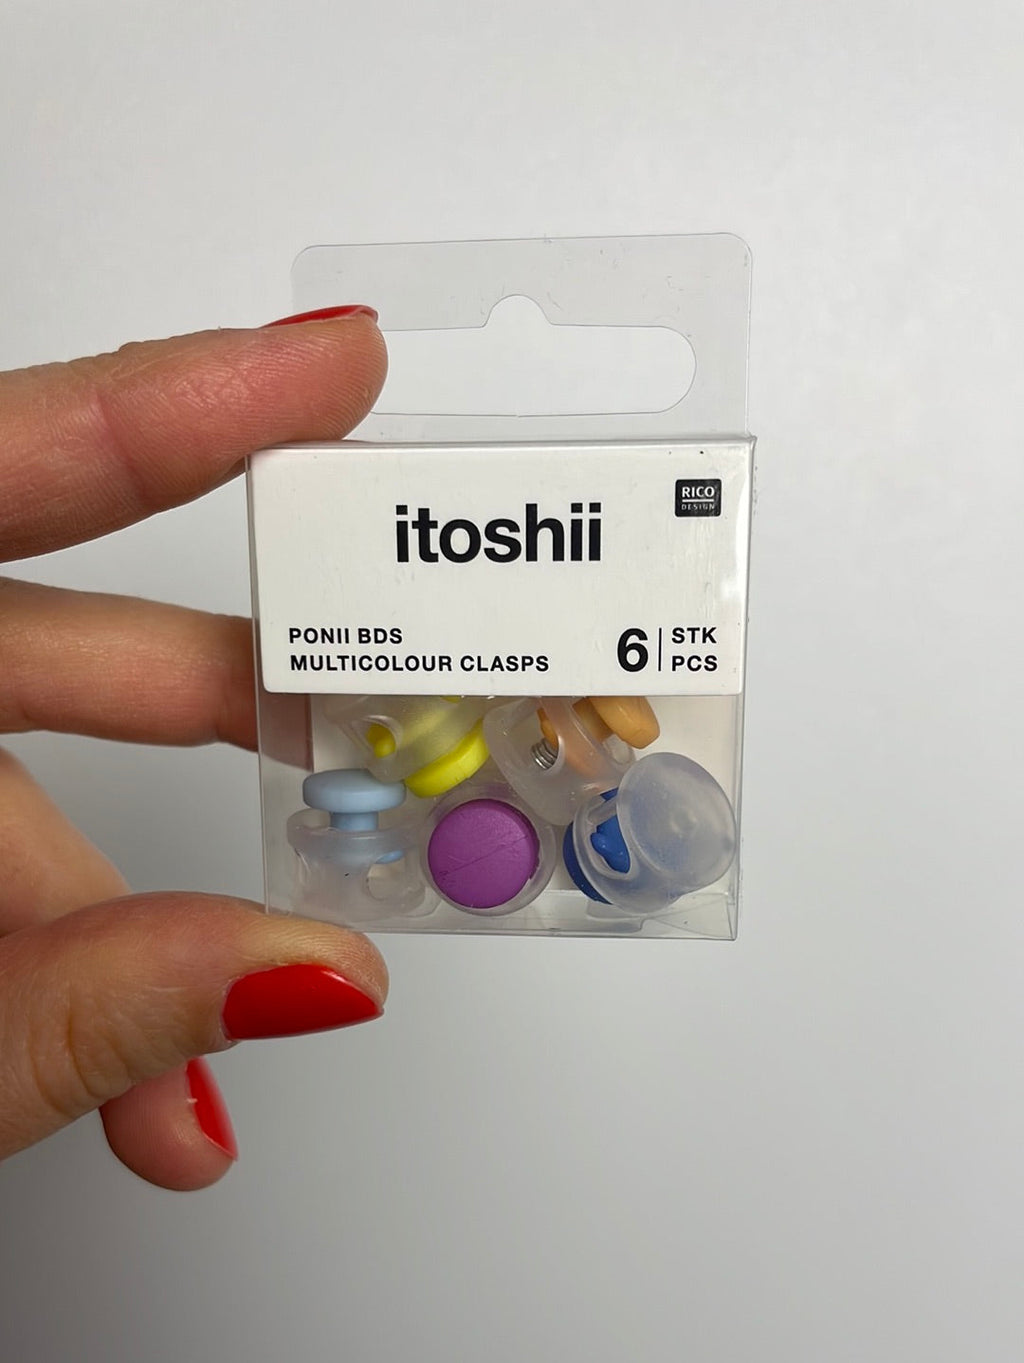 RICO
DESIGN
itoshii
PONII BDS
MULTICOLOUR CLASPS
6 STK
PCS